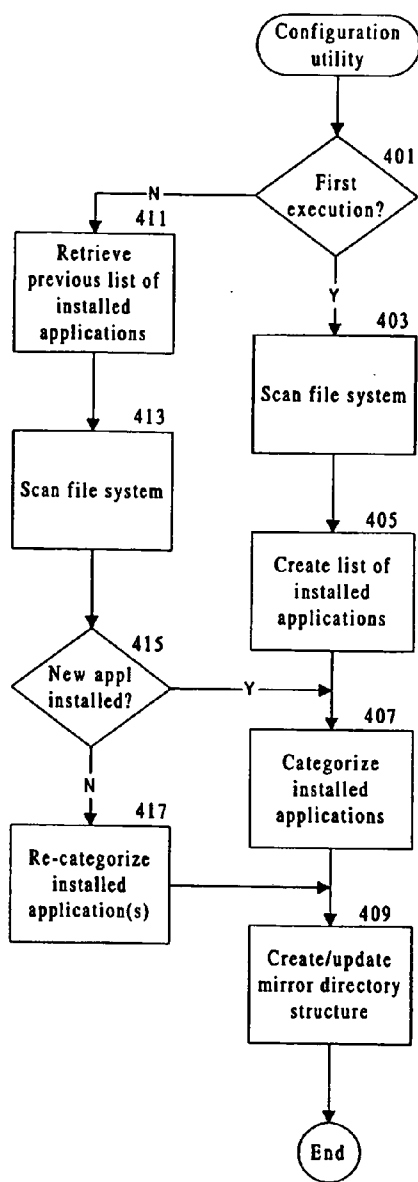 Configuration
utility
401
First
execution?
N
411
Retrieve
previous list of
installed
applications
Y
403
Scan file system
413
Scan file system
405
Create list of
installed
applications
415
New appl
installed?
Y
407
Categorize
installed
applications
N
417
Re-categorize
installed
application(s)
409
Create/update
mirror directory
structure
End